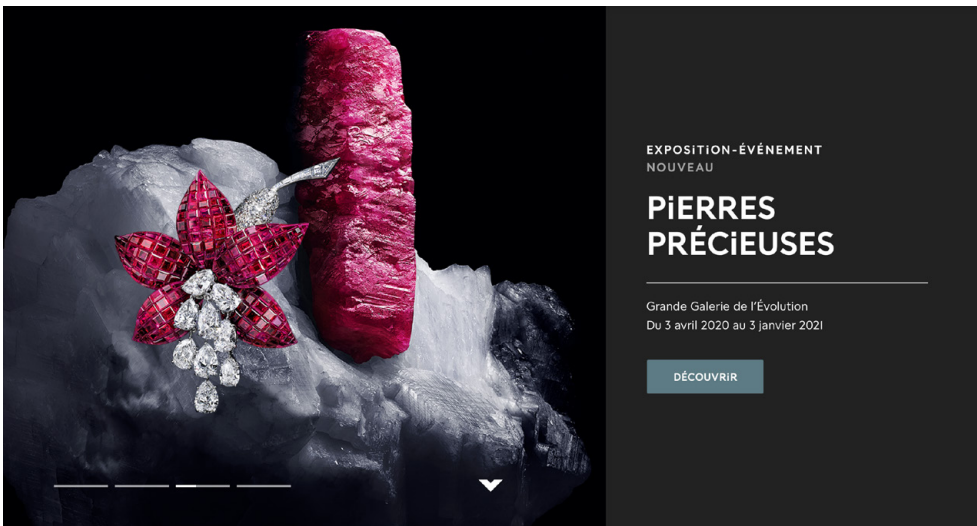 EXPOSiTiON-ÉVÉNEMENT
NOUVEAU
PiERRES
PRÉCiEUSES
Grande Galerie de l'Évolution
Du 3 avril 2020 au 3 janvier 2021
DÉCOUVRiR